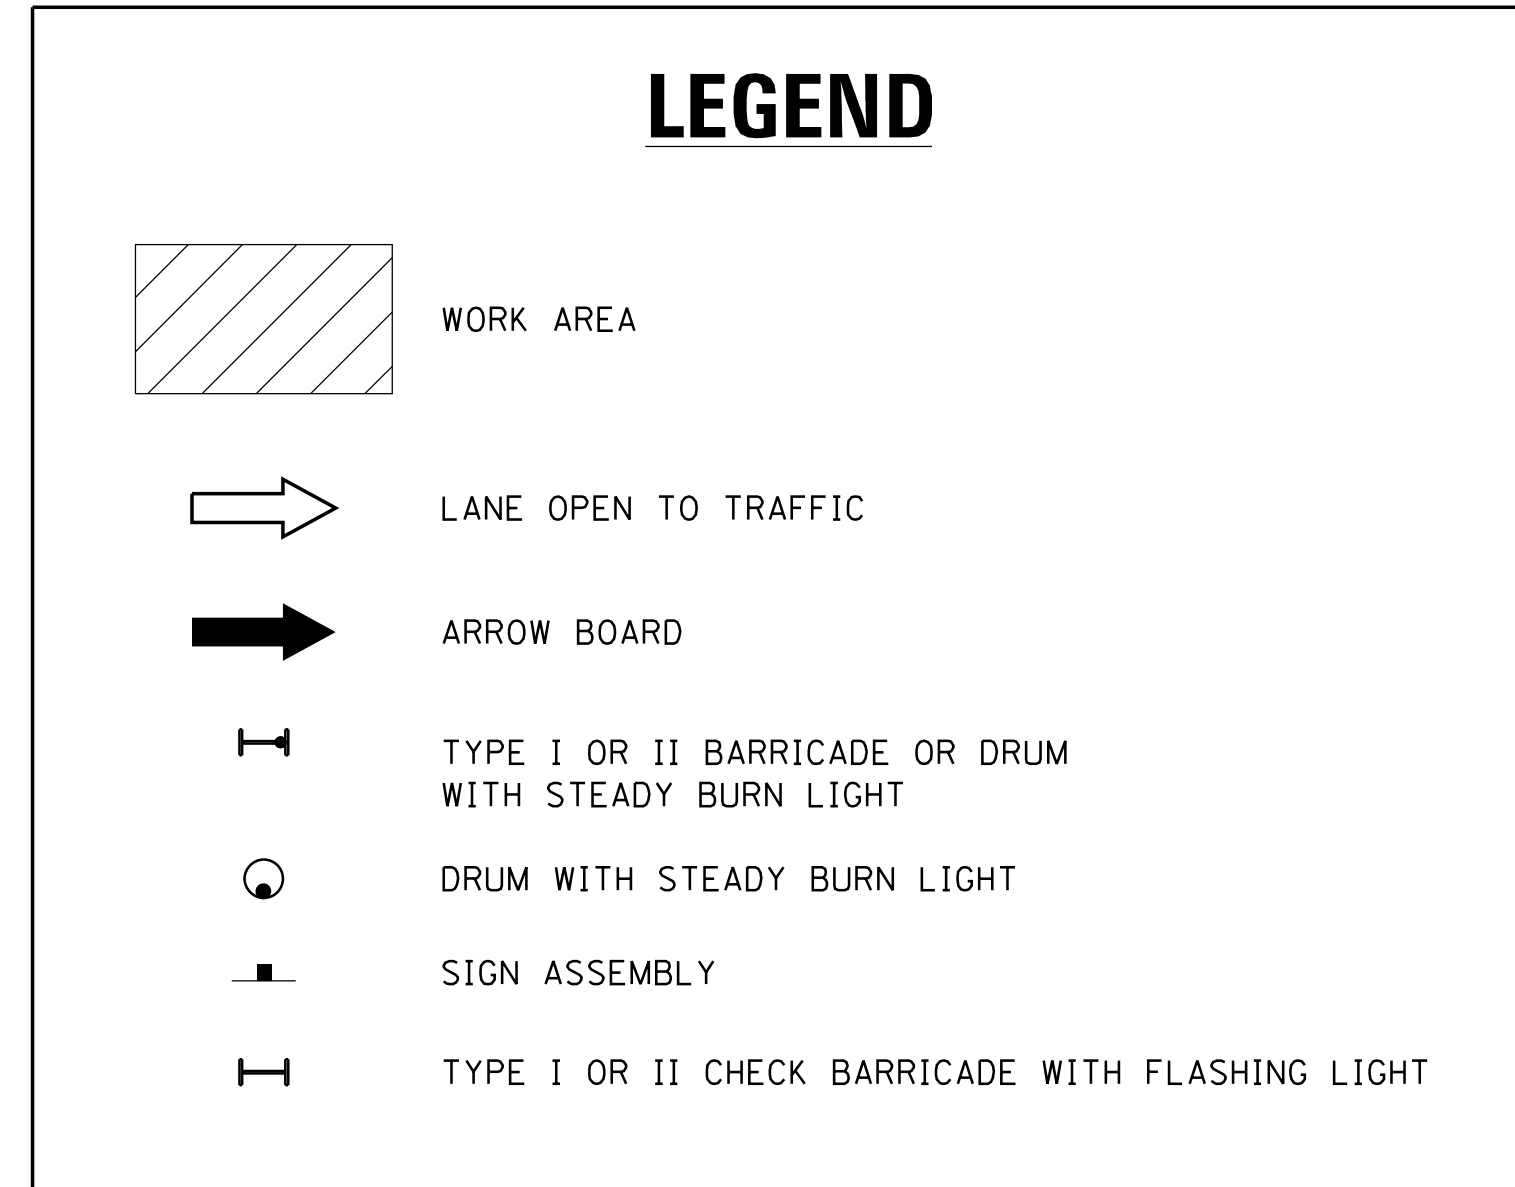 LEGEND
WORK AREA
LANE OPEN TO TRAFFIC
ARROW BOARD
TYPE I OR II BARRICADE OR DRUM
WITH STEADY BURN LIGHT
DRUM WITH STEADY BURN LIGHT
SIGN ASSEMBLY
TYPE I OR II CHECK BARRICADE WITH FLASHING LIGHT